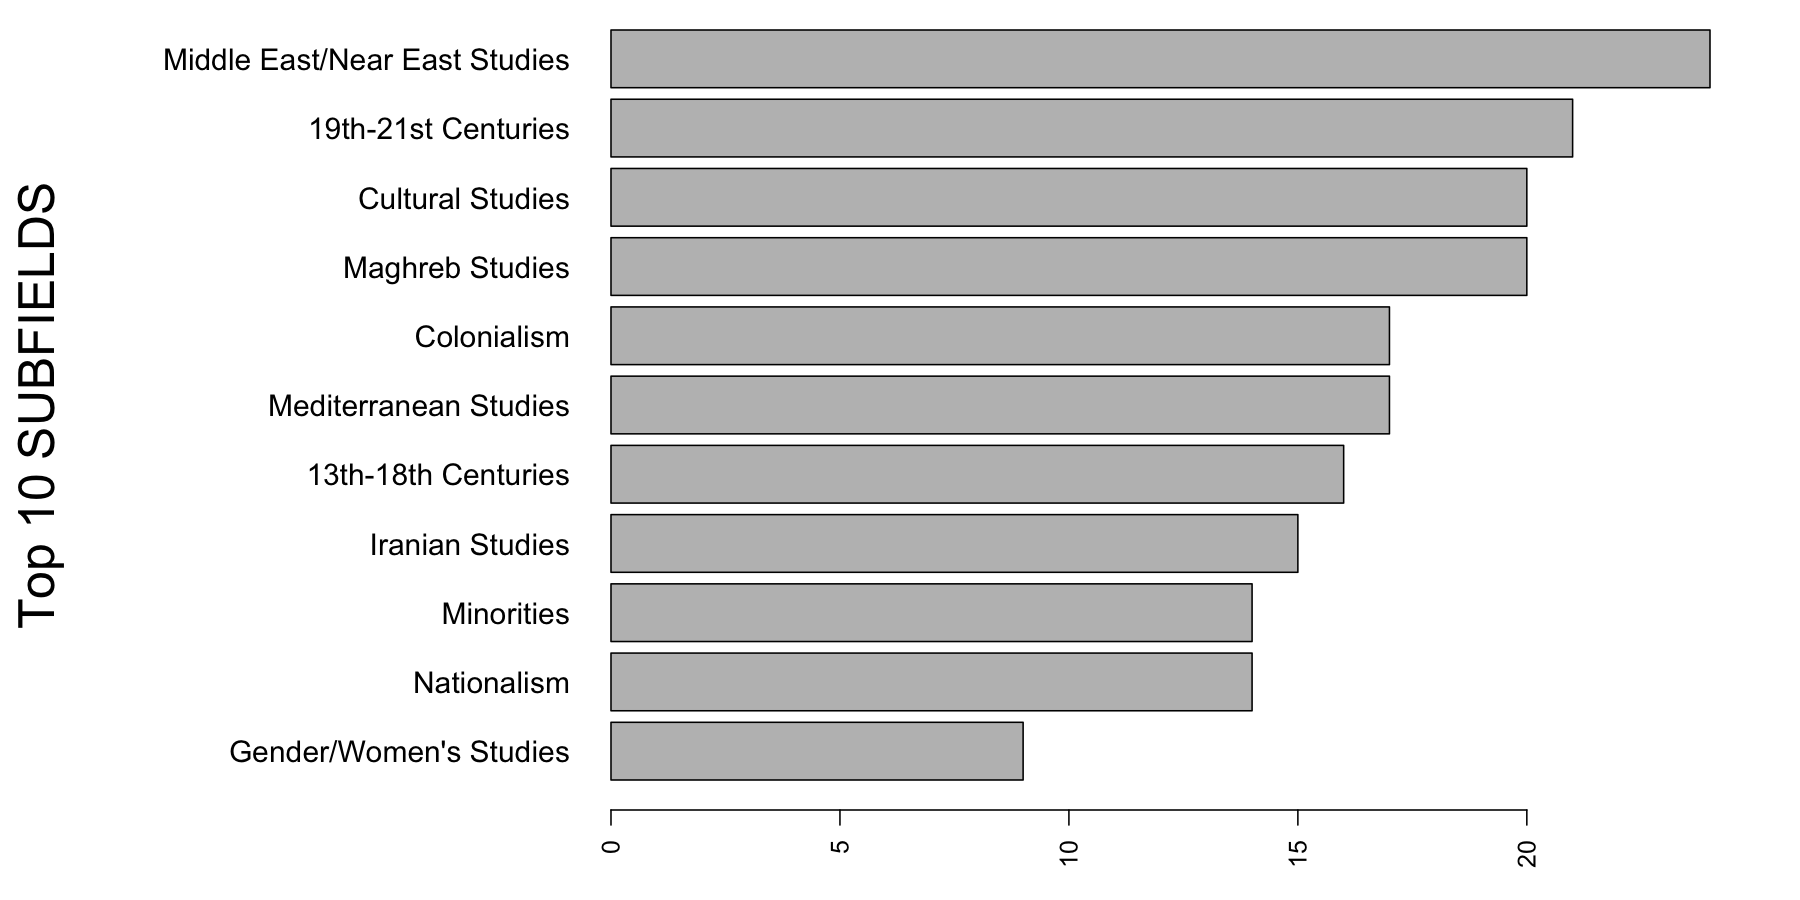 Top 10 SUBFIELDS
Middle East/Near East Studies
19th-21st Centuries
Cultural Studies
Maghreb Studies
Colonialism
Mediterranean Studies
13th-18th Centuries
Iranian Studies
Minorities
Nationalism
Gender/Women's Studies
0 5 10 15 20